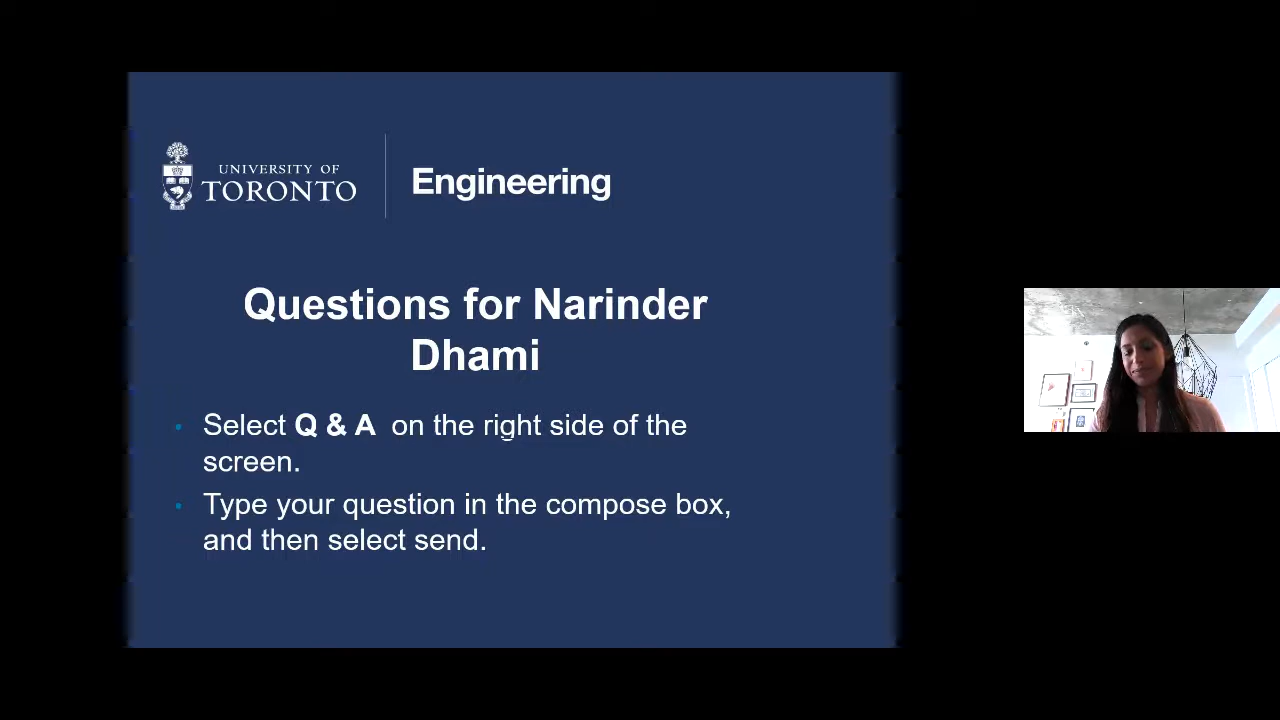 UNIVERSITY OF
TORONTO
Engineering
Questions for Narinder
Dhami
• Select Q & A on the right side of the
screen.
• Type your question in the compose box,
and then select send.